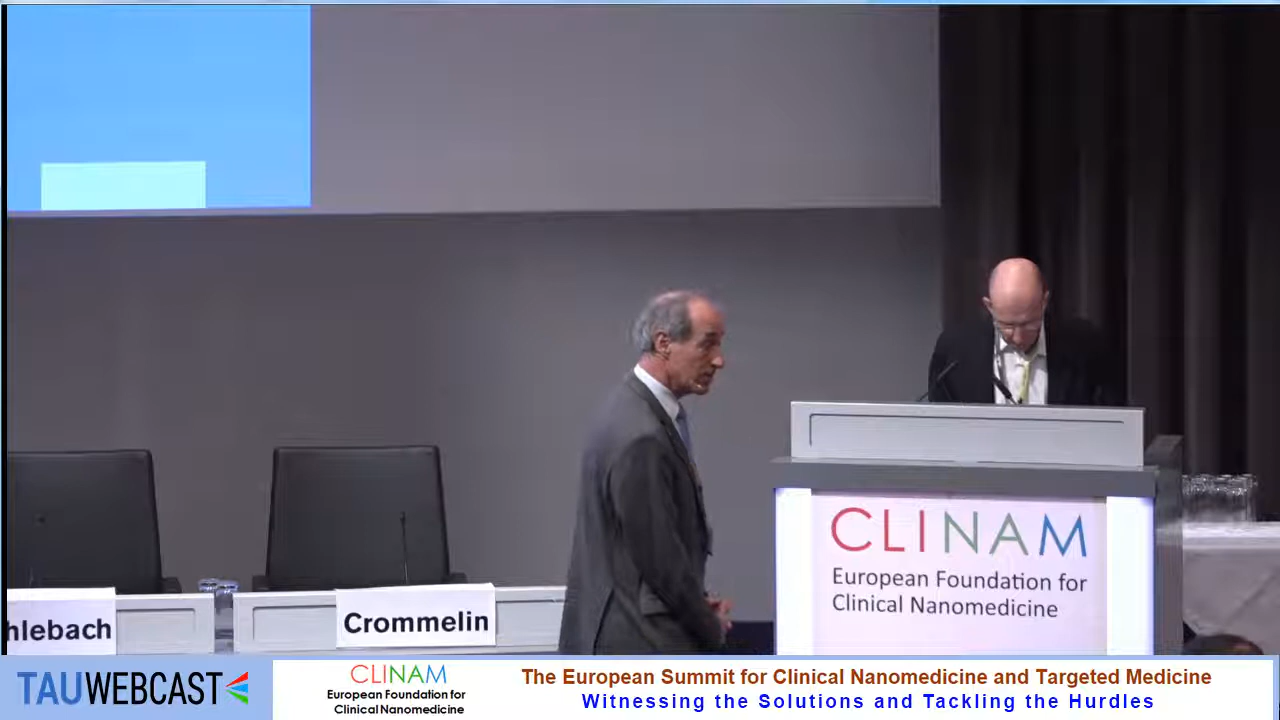 hlebach
Crommelin
CLINAM
European Foundation for
Clinical Nanomedicine
TAUWEBCAST
CLINAM
European Foundation for
Clinical Nanomedicine
The European Summit for Clinical Nanomedicine and Targeted Medicine
Witnessing the Solutions and Tackling the Hurdles